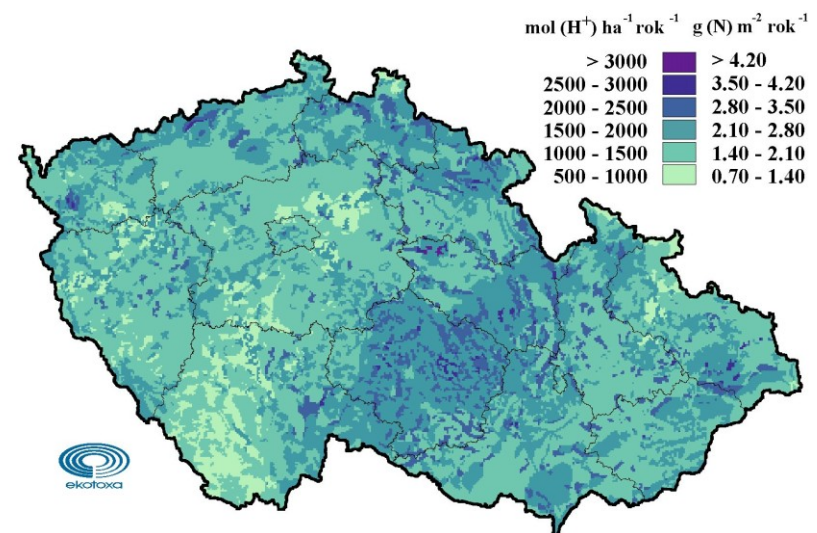 mol (H⁺) ha⁻¹ rok⁻¹ g (N) m⁻² rok⁻¹
> 3000 > 4.20
2500 - 3000 3.50 - 4.20
2000 - 2500 2.80 - 3.50
1500 - 2000 2.10 - 2.80
1000 - 1500 1.40 - 2.10
500 - 1000 0.70 - 1.40
ekotoxa